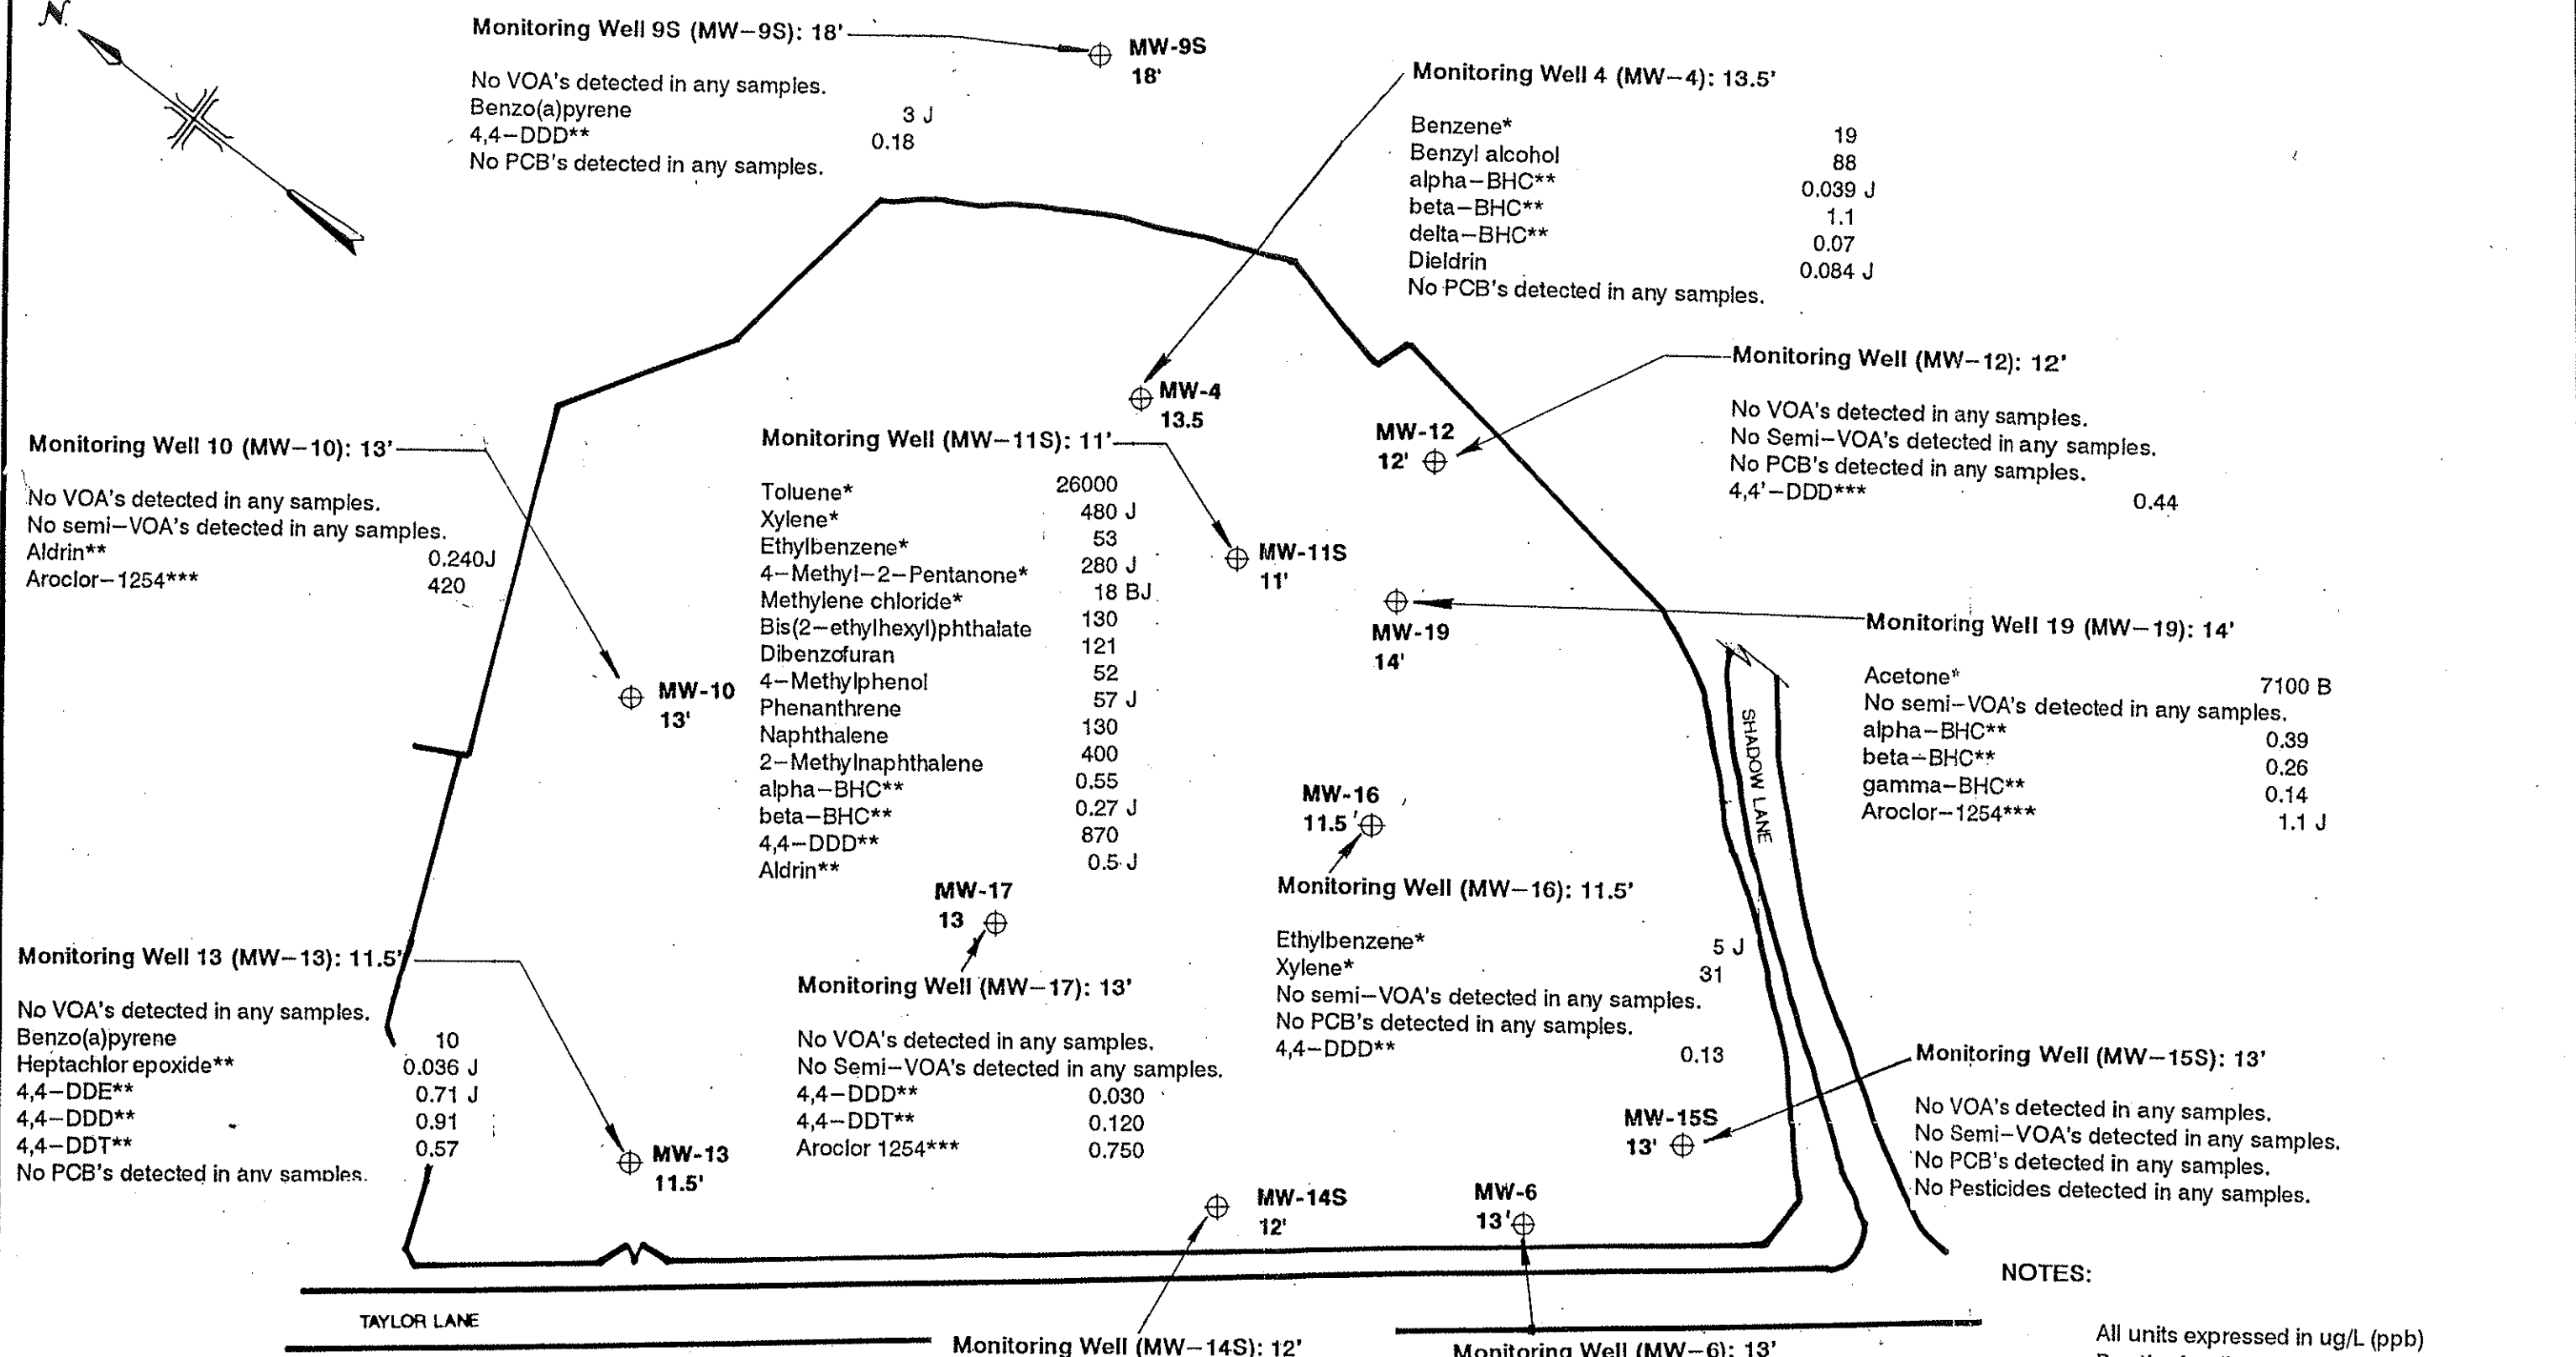 N
Monitoring Well 9S (MW-9S): 18'
No VOA's detected in any samples.
Benzo(a)pyrene 3 J
4,4-DDD** 0.18
No PCB's detected in any samples.
MW-9S
18'
Monitoring Well 4 (MW-4): 13.5'
Benzene* 19
Benzyl alcohol 88
alpha-BHC** 0.039 J
beta-BHC** 1.1
delta-BHC** 0.07
Dieldrin 0.084 J
No PCB's detected in any samples.
MW-4
13.5
Monitoring Well (MW-12): 12'
No VOA's detected in any samples.
No Semi-VOA's detected in any samples.
No PCB's detected in any samples.
4,4'-DDD*** 0.44
MW-12
12'
Monitoring Well 10 (MW-10): 13'
No VOA's detected in any samples.
No semi-VOA's detected in any samples.
Aldrin** 0.240J
Aroclor-1254*** 420
MW-10
13'
Monitoring Well (MW-11S): 11'
Toluene* 26000
Xylene* 480 J
Ethylbenzene* 53
4-Methyl-2-Pentanone* 280 J
Methylene chloride* 18 BJ
Bis(2-ethylhexyl)phthalate 130
Dibenzofuran 121
4-Methylphenol 52
Phenanthrene 57 J
Naphthalene 130
2-Methylnaphthalene 400
alpha-BHC** 0.55
beta-BHC** 0.27 J
4,4-DDD** 870
Aldrin** 0.5 J
MW-11S
11'
MW-19
14'
Monitoring Well 19 (MW-19): 14'
Acetone* 7100 B
No semi-VOA's detected in any samples.
alpha-BHC** 0.39
beta-BHC** 0.26
gamma-BHC** 0.14
Aroclor-1254*** 1.1 J
SHADOW LANE
MW-16
11.5'
Monitoring Well (MW-16): 11.5'
Ethylbenzene* 5 J
Xylene* 31
No semi-VOA's detected in any samples.
No PCB's detected in any samples.
4,4-DDD** 0.13
MW-17
13
Monitoring Well (MW-17): 13'
No VOA's detected in any samples.
No Semi-VOA's detected in any samples.
4,4-DDD** 0.030
4,4-DDT** 0.120
Aroclor 1254*** 0.750
Monitoring Well 13 (MW-13): 11.5'
No VOA's detected in any samples.
Benzo(a)pyrene 10
Heptachlor epoxide** 0.036 J
4,4-DDE** 0.71 J
4,4-DDD** 0.91
4,4-DDT** 0.57
No PCB's detected in any samples.
MW-13
11.5'
Monitoring Well (MW-15S): 13'
No VOA's detected in any samples.
No Semi-VOA's detected in any samples.
No PCB's detected in any samples.
No Pesticides detected in any samples.
MW-15S
13'
MW-14S
12'
MW-6
13'
TAYLOR LANE
Monitoring Well (MW-14S): 12'
Monitoring Well (MW-6): 13'
NOTES:
All units expressed in ug/L (ppb)